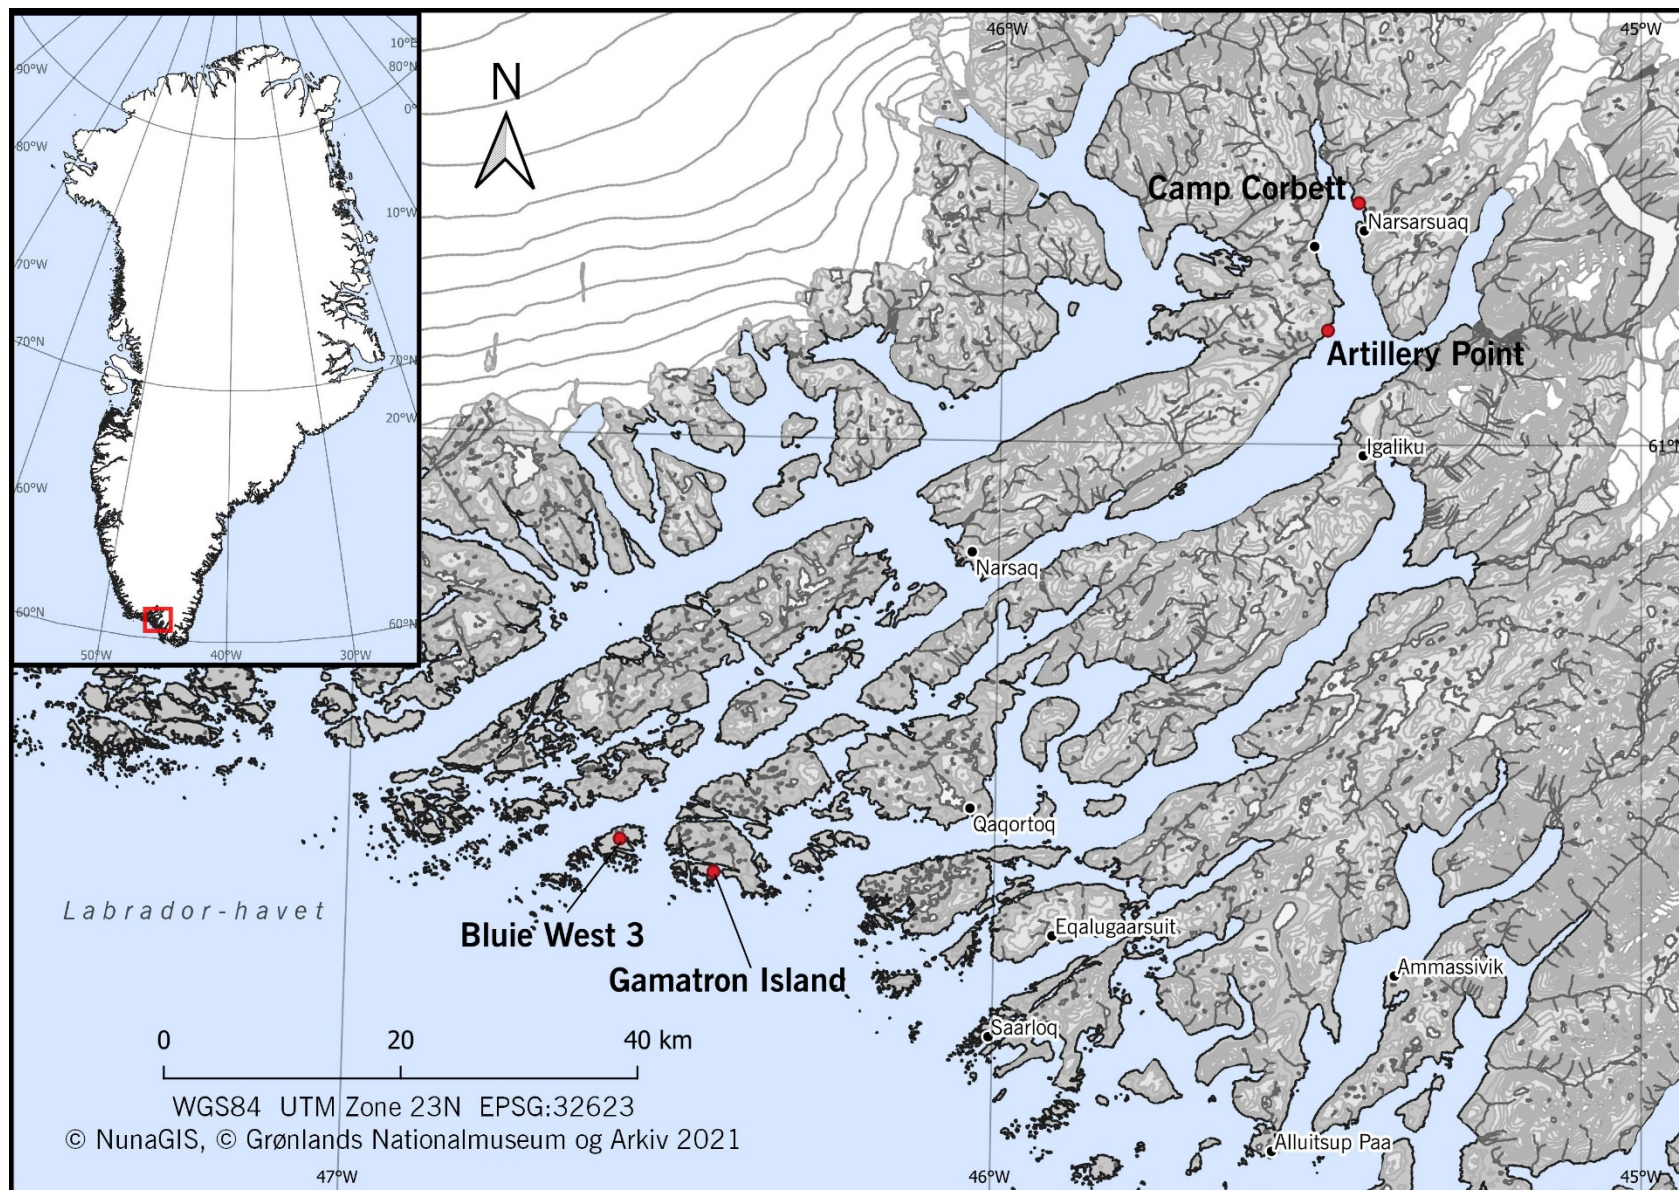 10°E
80°N
90°W
0°
80°W
10°W
70°W
70°N
70°N
20°W
60°W
60°N
60°N
50°W
40°W
30°W
N
46°W
45°W
Camp Corbett
Narsarsuaq
Artillery Point
61°N
Igaliku
Narsaq
Qaqortoq
Labrador-havet
Bluie West 3
Gamatron Island
Eqalugaarsuit
Ammassivik
Saarloq
Alluitsup Paa
0 20 40 km
WGS84 UTM Zone 23N EPSG:32623
© NunaGIS, © Grønlands Nationalmuseum og Arkiv 2021
47°W
46°W
45°W